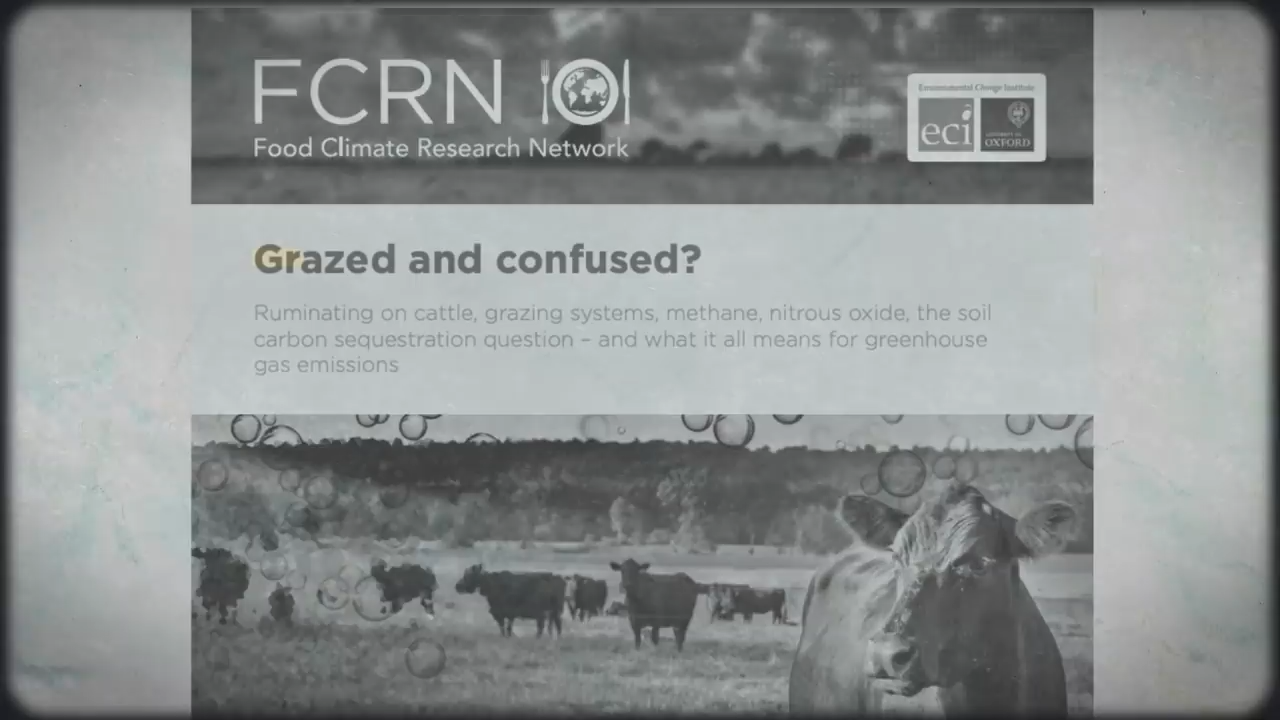 FCRN
Food Climate Research Network
Environmental Change Institute
eci
UNIVERSITY OF
OXFORD
Grazed and confused?
Ruminating on cattle, grazing systems, methane, nitrous oxide, the soil
carbon sequestration question – and what it all means for greenhouse
gas emissions